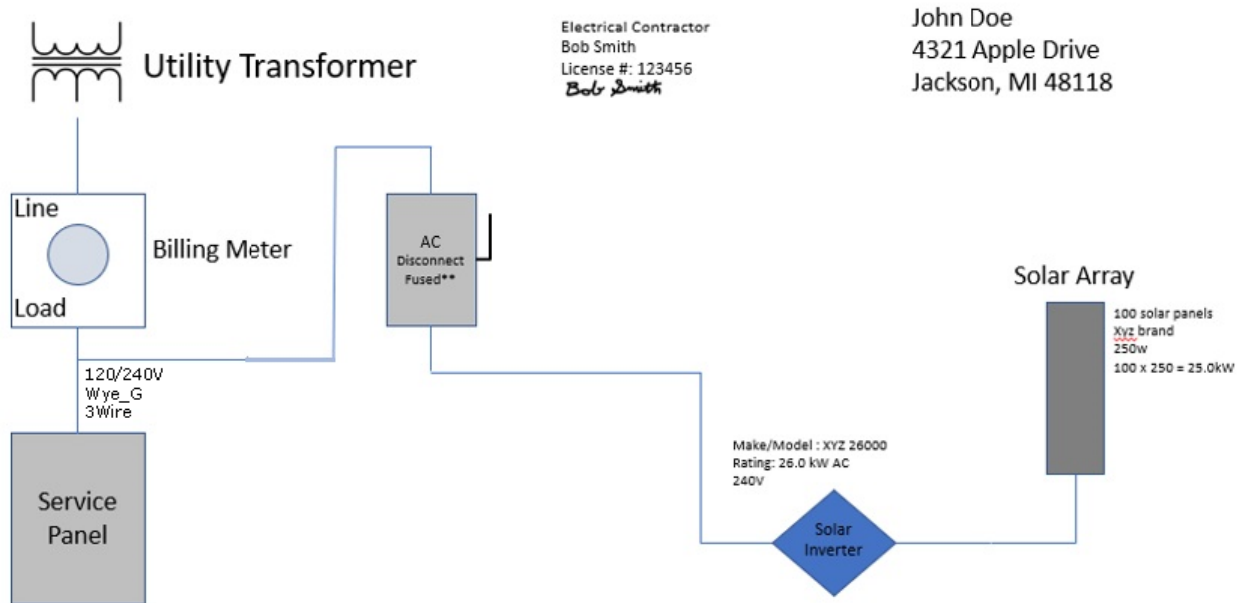 Utility Transformer
Electrical Contractor
Bob Smith
License #: 123456
Bob Smith
John Doe
4321 Apple Drive
Jackson, MI 48118
Line
Load
Billing Meter
AC
Disconnect
Fused**
120/240V
Wye_G
3Wire
Service
Panel
Solar Array
100 solar panels
Xyz brand
250w
100 x 250 = 25.0kW
Make/Model : XYZ 26000
Rating: 26.0 kW AC
240V
Solar
Inverter